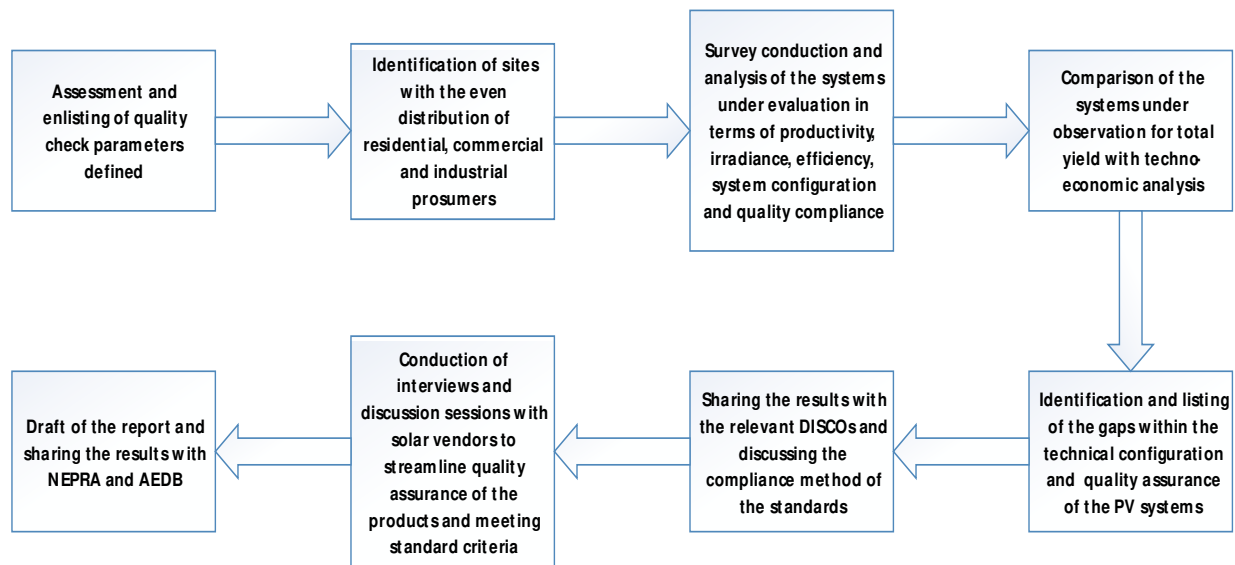 Assessment and
enlisting of quality
check parameters
defined
Identification of sites
with the even
distribution of
residential, commercial
and industrial
prosumers
Survey conduction and
analysis of the systems
under evaluation in
terms of productivity,
irradiance, efficiency,
system configuration
and quality compliance
Comparison of the
systems under
observation for total
yield with techno-
economic analysis
Identification and listing
of the gaps within the
technical configuration
and quality assurance
of the PV systems
Sharing the results with
the relevant DISCOs and
discussing the
compliance method of
the standards
Conduction of
interviews and
discussion sessions with
solar vendors to
streamline quality
assurance of the
products and meeting
standard criteria
Draft of the report and
sharing the results with
NEPRA and AEDB